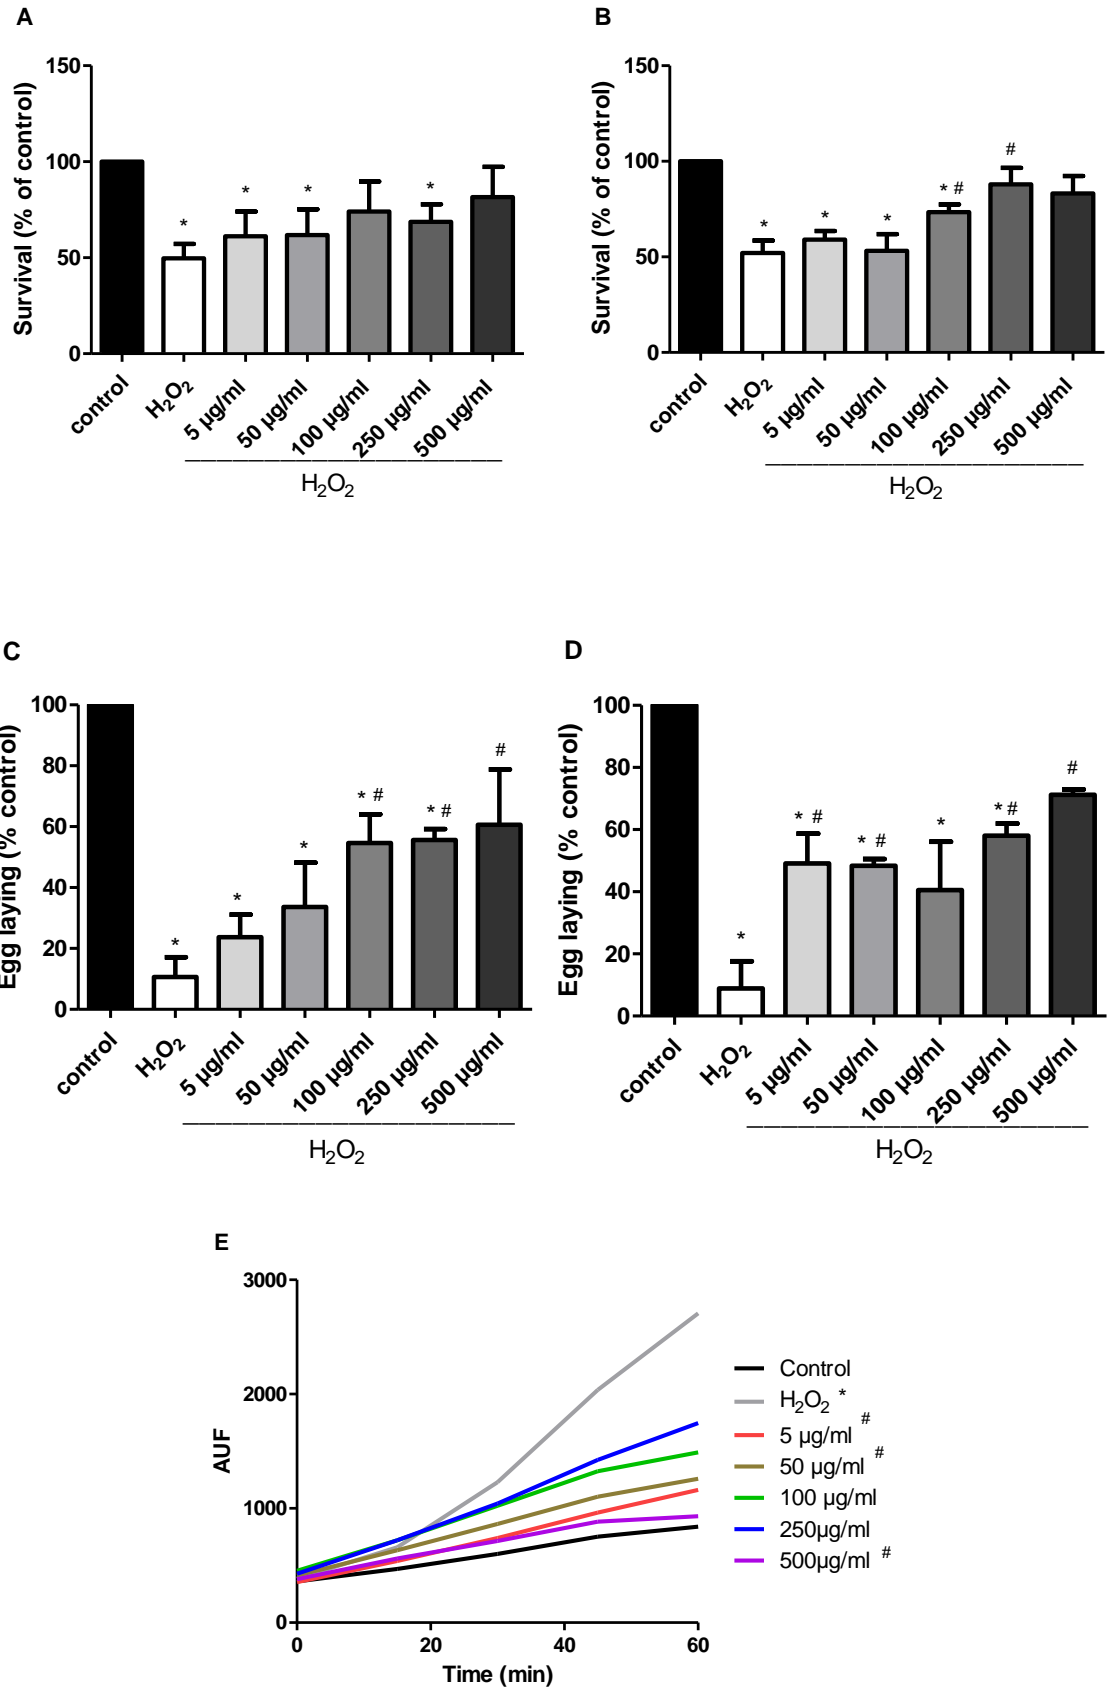 A
Survival (% of control)
150
100
50
0
* * * *
control
H₂O₂
5 µg/ml
50 µg/ml
100 µg/ml
250 µg/ml
500 µg/ml
H₂O₂
B
Survival (% of control)
150
100
50
0
* * * * # #
control
H₂O₂
5 µg/ml
50 µg/ml
100 µg/ml
250 µg/ml
500 µg/ml
H₂O₂
C
Egg laying (% control)
100
80
60
40
20
0
* * * * # * # #
control
H₂O₂
5 µg/ml
50 µg/ml
100 µg/ml
250 µg/ml
500 µg/ml
H₂O₂
D
Egg laying (% control)
100
80
60
40
20
0
* * # * # * * # #
control
H₂O₂
5 µg/ml
50 µg/ml
100 µg/ml
250 µg/ml
500 µg/ml
H₂O₂
E
AUF
3000
2000
1000
0
0 20 40 60
Time (min)
Control
H₂O₂ *
5 µg/ml #
50 µg/ml #
100 µg/ml
250µg/ml
500µg/ml #